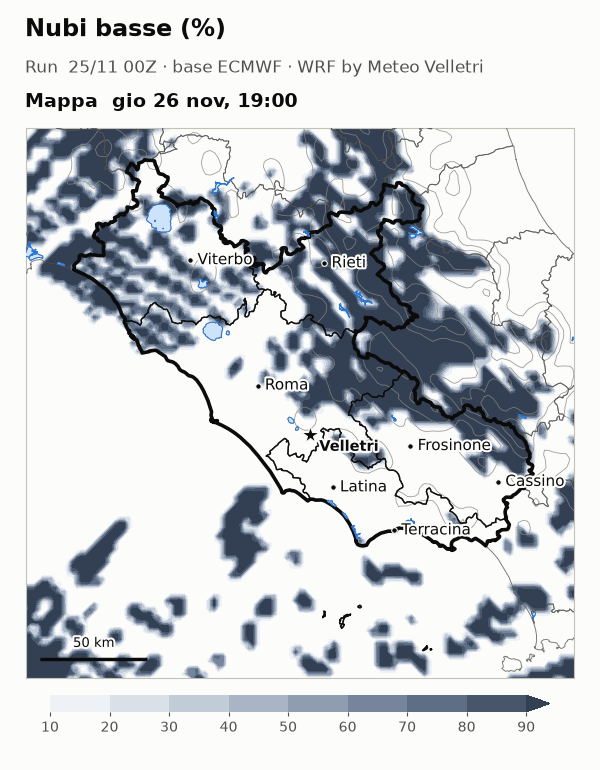 Nubi basse (%)
Run  25/11 00Z · base ECMWF · WRF by Meteo Velletri
Mappa  gio 26 nov, 19:00
Viterbo
Rieti
Roma
Velletri
Frosinone
Latina
Cassino
Terracina
50 km
10 20 30 40 50 60 70 80 90